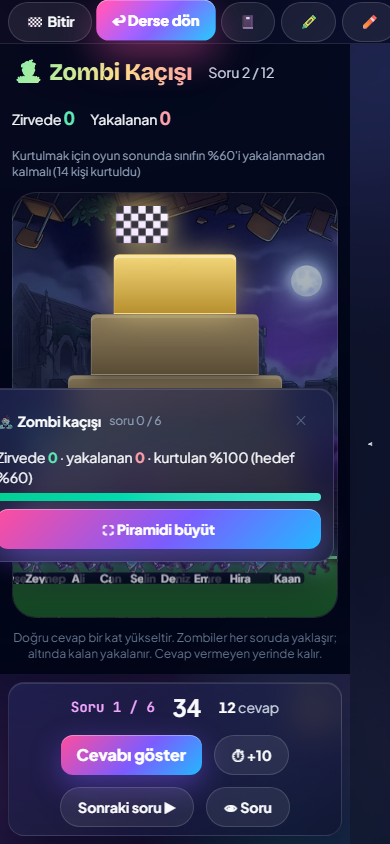 Bitir
Derse dön
Zombi Kaçışı Soru 2 / 12
Zirvede 0 Yakalanan 0
Kurtulmak için oyun sonunda sınıfın %60'i yakalanmadan
kalmalı (14 kişi kurtuldu)
Zombi kaçışı soru 0 / 6
Zirvede 0 · yakalanan 0 · kurtulan %100 (hedef
%60)
Piramidi büyüt
Zeynep Ali Can Selin Deniz Emre Hira Kaan
Doğru cevap bir kat yükseltir. Zombiler her soruda yaklaşır;
altında kalan yakalanır. Cevap vermeyen yerinde kalır.
Soru 1 / 6 34 12 cevap
Cevabı göster +10
Sonraki soru Soru